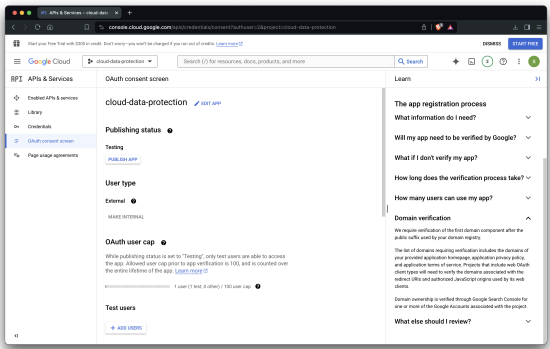 APIs & Services – cloud-data
console.cloud.google.com/apis/credentials/consent?authuser=2&project=cloud-data-protection
Start your Free Trial with $300 in credit. Don't worry—you won't be charged if you run out of credits. Learn more
DISMISS
START FREE
Google Cloud
cloud-data-protection
Search (/) for resources, docs, products, and more
Search
API
APIs & Services
OAuth consent screen
Learn
Enabled APIs & services
Library
Credentials
OAuth consent screen
Page usage agreements
cloud-data-protection
EDIT APP
Publishing status
Testing
PUBLISH APP
User type
External
MAKE INTERNAL
OAuth user cap
While publishing status is set to "Testing", only test users are able to
access the app. Allowed user cap prior to app verification is 100, and is counted over
the entire lifetime of the app. Learn more
1 user (1 test, 0 other) / 100 user cap
Test users
+ ADD USERS
The app registration process
What information do I need?
Will my app need to be verified by Google?
What if I don't verify my app?
How long does the verification process take?
How many users can use my app?
Domain verification
We require verification of the first domain component after the
public suffix used by your domain registry.
The list of domains requiring verification includes the domains of
your provided application homepage, application privacy policy,
and application terms of service. Projects that include web OAuth
client types will need to verify the domains associated with the
redirect URIs and authorized JavaScript origins used by its web
clients.
Domain ownership is verified through Google Search Console for
one or more of the Google Accounts associated with the project.
What else should I review?